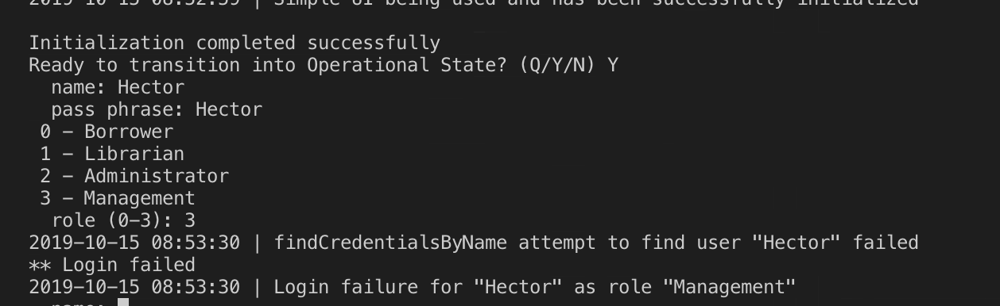 2019-10-15 08:52:59 | Simple UI being used and has been successfully initialized
Initialization completed successfully
Ready to transition into Operational State? (Q/Y/N) Y
name: Hector
pass phrase: Hector
0 - Borrower
1 - Librarian
2 - Administrator
3 - Management
role (0-3): 3
2019-10-15 08:53:30 | findCredentialsByName attempt to find user "Hector" failed
** Login failed
2019-10-15 08:53:30 | Login failure for "Hector" as role "Management"
name: